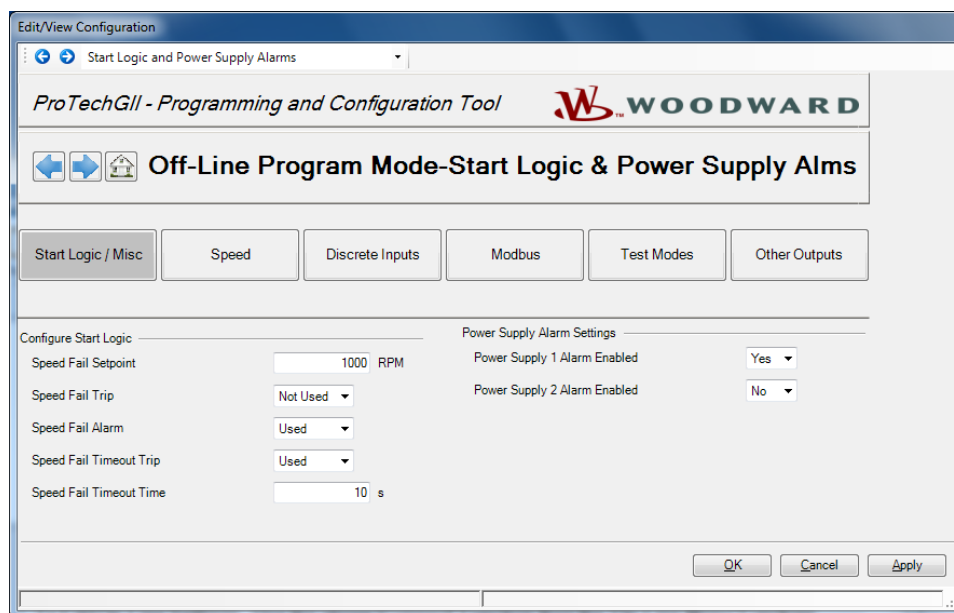 Edit/View Configuration
Start Logic and Power Supply Alarms
ProTechGII - Programming and Configuration Tool
WOODWARD
Off-Line Program Mode-Start Logic & Power Supply Alms
Start Logic / Misc Speed Discrete Inputs Modbus Test Modes Other Outputs
Configure Start Logic
Speed Fail Setpoint 1000 RPM
Speed Fail Trip Not Used
Speed Fail Alarm Used
Speed Fail Timeout Trip Used
Speed Fail Timeout Time 10 s
Power Supply Alarm Settings
Power Supply 1 Alarm Enabled Yes
Power Supply 2 Alarm Enabled No
OK Cancel Apply